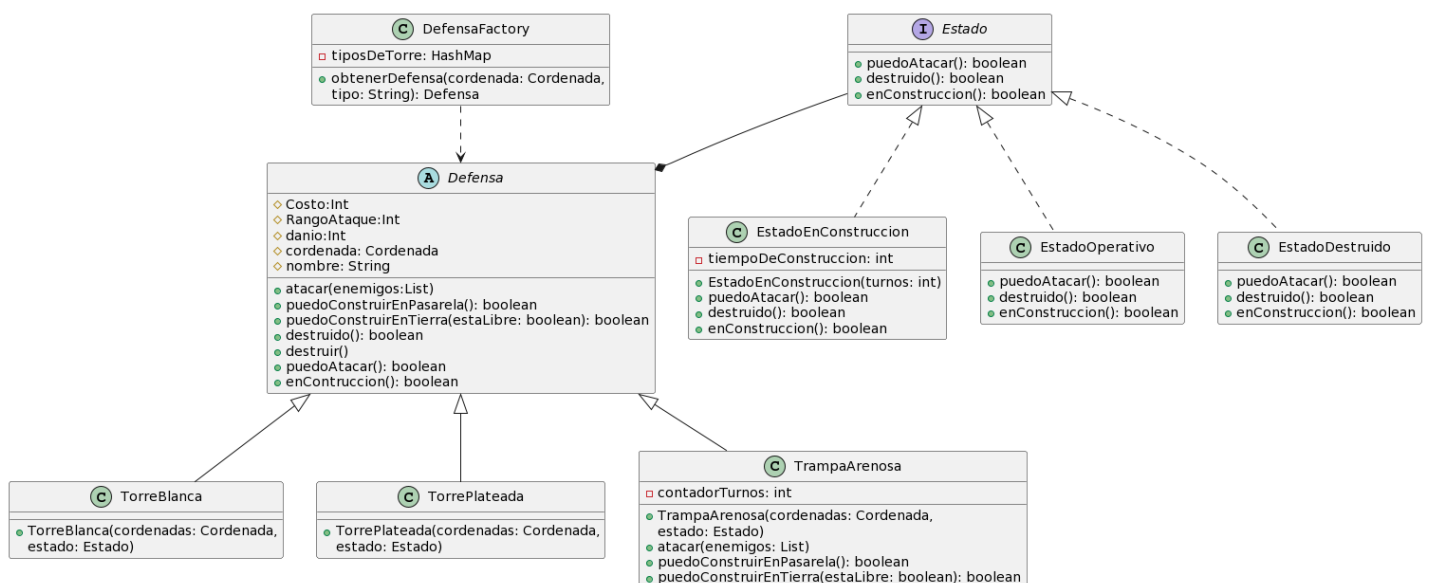 C DefensaFactory
tiposDeTorre: HashMap
obtenerDefensa(cordenada: Cordenada,
tipo: String): Defensa
I Estado
puedoAtacar(): boolean
destruido(): boolean
enConstruccion(): boolean
A Defensa
Costo:Int
RangoAtaque:Int
danio:Int
cordenada: Cordenada
nombre: String
atacar(enemigos:List)
puedoConstruirEnPasarela(): boolean
puedoConstruirEnTierra(estaLibre: boolean): boolean
destruido(): boolean
destruir()
puedoAtacar(): boolean
enContruccion(): boolean
C EstadoEnConstruccion
tiempoDeConstruccion: int
EstadoEnConstruccion(turnos: int)
puedoAtacar(): boolean
destruido(): boolean
enConstruccion(): boolean
C EstadoOperativo
puedoAtacar(): boolean
destruido(): boolean
enConstruccion(): boolean
C EstadoDestruido
puedoAtacar(): boolean
destruido(): boolean
enConstruccion(): boolean
C TorreBlanca
TorreBlanca(cordenadas: Cordenada,
estado: Estado)
C TorrePlateada
TorrePlateada(cordenadas: Cordenada,
estado: Estado)
C TrampaArenosa
contadorTurnos: int
TrampaArenosa(cordenadas: Cordenada,
estado: Estado)
atacar(enemigos: List)
puedoConstruirEnPasarela(): boolean
puedoConstruirEnTierra(estaLibre: boolean): boolean